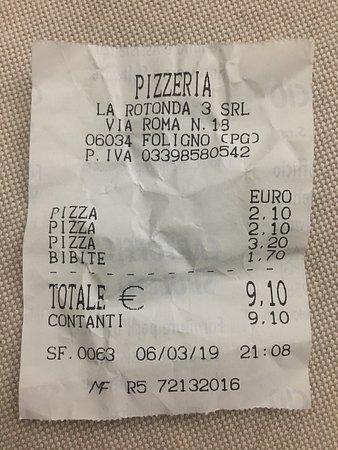 PIZZERIA
LA ROTONDA 3 SRL
VIA ROMA N.18
06034 FOLIGNO (PG)
P.IVA 03398580542
EURO
PIZZA 2,10
PIZZA 2,10
PIZZA 3,20
BIBITE 1,70
TOTALE € 9,10
CONTANTI 9,10
SF.0063 06/03/19 21:08
MF R5 72132016